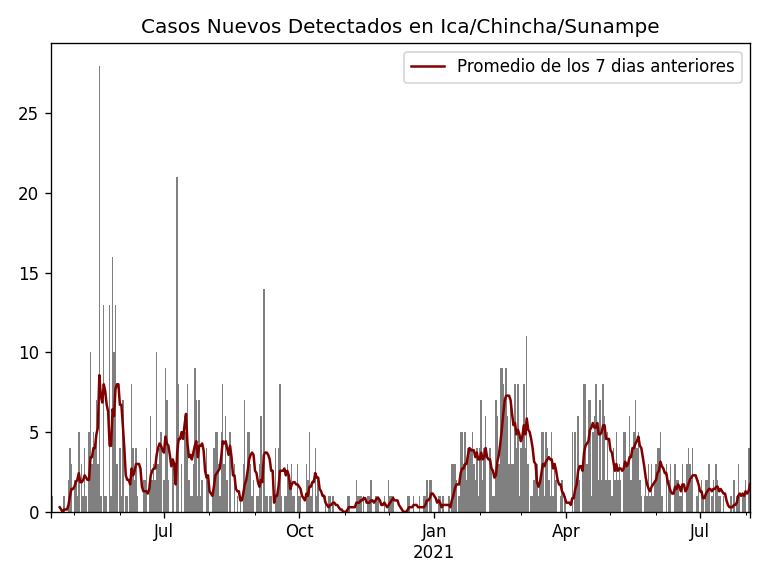 Casos Nuevos Detectados en Ica/Chincha/Sunampe
Promedio de los 7 dias anteriores
25
20
15
10
5
0
Jul
Oct
Jan
2021
Apr
Jul